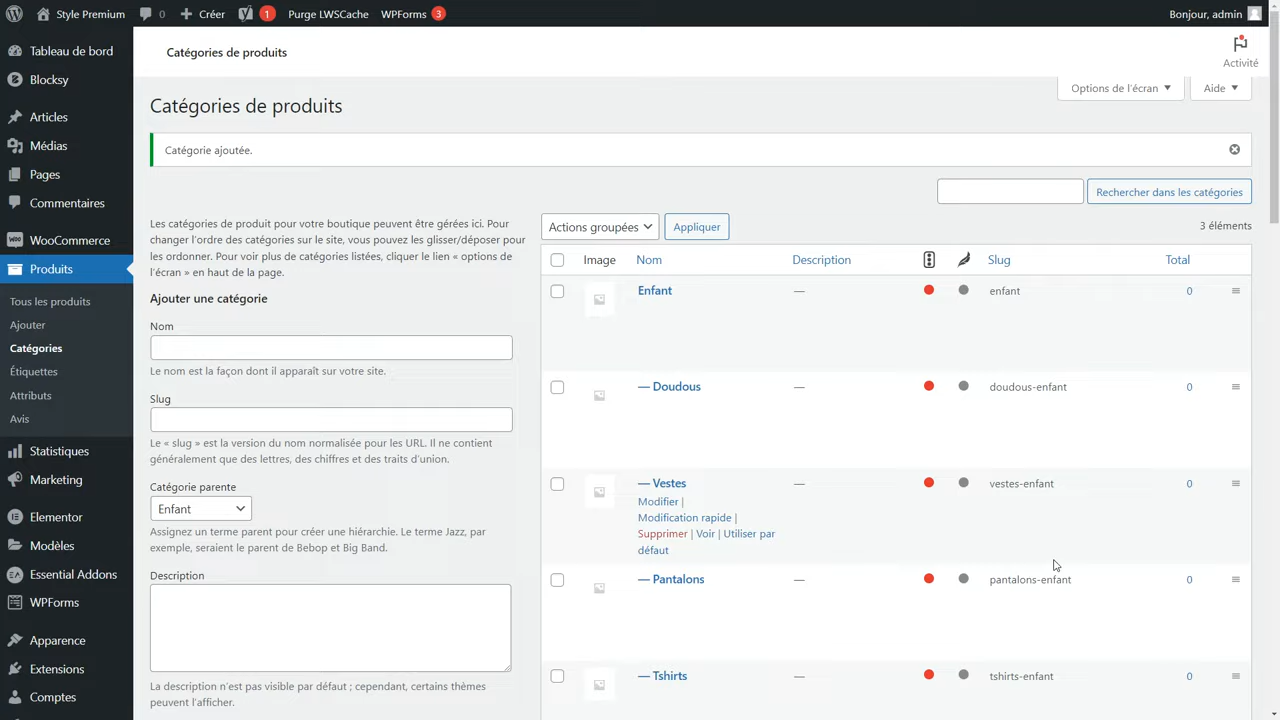 Style Premium
Créer
1
Purge LWSCache
WPForms 3
Bonjour, admin
Tableau de bord
Blocksy
Articles
Médias
Pages
Commentaires
WooCommerce
Produits
Tous les produits
Ajouter
Catégories
Étiquettes
Attributs
Avis
Statistiques
Marketing
Elementor
Modèles
Essential Addons
WPForms
Apparence
Extensions
Comptes
Catégories de produits
Activité
Options de l'écran
Aide
Catégories de produits
Catégorie ajoutée.
Rechercher dans les catégories
Les catégories de produit pour votre boutique peuvent être gérées ici. Pour
changer l'ordre des catégories sur le site, vous pouvez les glisser/déposer pour
les ordonner. Pour voir plus de catégories listées, cliquer le lien « options de
l'écran » en haut de la page.
Ajouter une catégorie
Nom
Le nom est la façon dont il apparaît sur votre site.
Slug
Le « slug » est la version du nom normalisée pour les URL. Il ne contient
généralement que des lettres, des chiffres et des traits d'union.
Catégorie parente
Enfant
Assignez un terme parent pour créer une hiérarchie. Le terme Jazz, par
exemple, seraient le parent de Bebop et Big Band.
Description
La description n'est pas visible par défaut ; cependant, certains thèmes
peuvent l'afficher.
Actions groupées
Appliquer
3 éléments
Image Nom Description Slug Total
Enfant — enfant 0
— Doudous — doudous-enfant 0
— Vestes — vestes-enfant 0
Modifier |
Modification rapide |
Supprimer | Voir | Utiliser par
défaut
— Pantalons pantalons-enfant 0
— Tshirts — tshirts-enfant 0